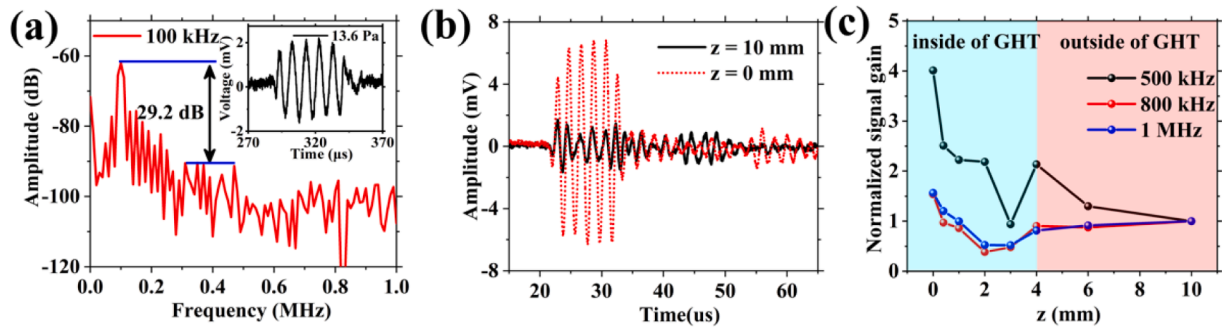 (a)
100 kHz
13.6 Pa
Voltage (mV)
2
0
-2
270
320
370
Time (µs)
29.2 dB
Amplitude (dB)
-60
-80
-100
-120
0.0
0.2
0.4
0.6
0.8
1.0
Frequency (MHz)
(b)
z = 10 mm
z = 0 mm
Amplitude (mV)
8
4
0
-4
-8
20
30
40
50
60
Time(us)
(c)
inside of GHT
outside of GHT
500 kHz
800 kHz
1 MHz
Normalized signal gain
5
4
3
2
1
0
0
2
4
6
8
10
z (mm)